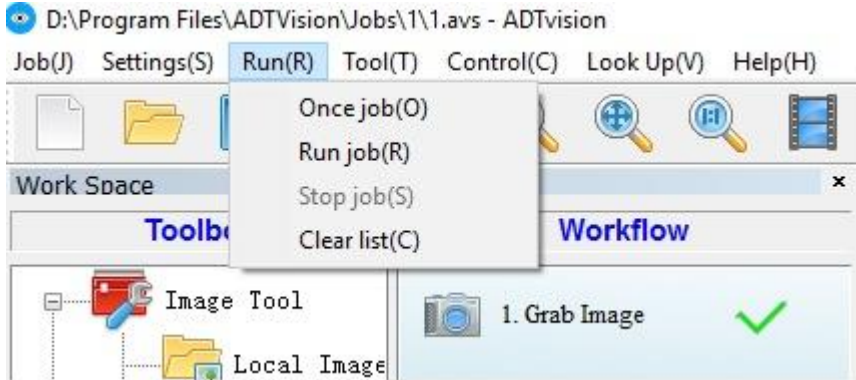 D:\Program Files\ADTVision\Jobs\1\1.avs - ADTvision
Job(J) Settings(S) Run(R) Tool(T) Control(C) Look Up(V) Help(H)
Once job(O)
Run job(R)
Stop job(S)
Clear list(C)
Work Space
Toolbo
Workflow
Image Tool
Local Image
1. Grab Image